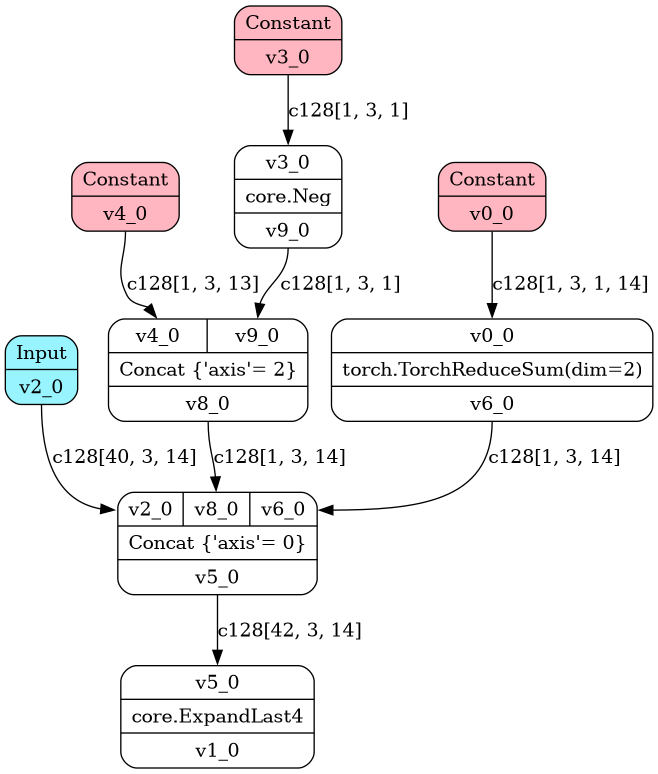 Constant
v3_0
c128[1, 3, 1]
Constant
v4_0
v3_0
core.Neg
v9_0
Constant
v0_0
c128[1, 3, 13]
c128[1, 3, 1]
c128[1, 3, 1, 14]
Input
v2_0
v4_0 v9_0
Concat {'axis'= 2}
v8_0
v0_0
torch.TorchReduceSum(dim=2)
v6_0
c128[40, 3, 14]
c128[1, 3, 14]
c128[1, 3, 14]
v2_0 v8_0 v6_0
Concat {'axis'= 0}
v5_0
c128[42, 3, 14]
v5_0
core.ExpandLast4
v1_0